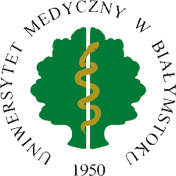 UNIWERSYTET MEDYCZNY W BIAŁYMSTOKU
1950